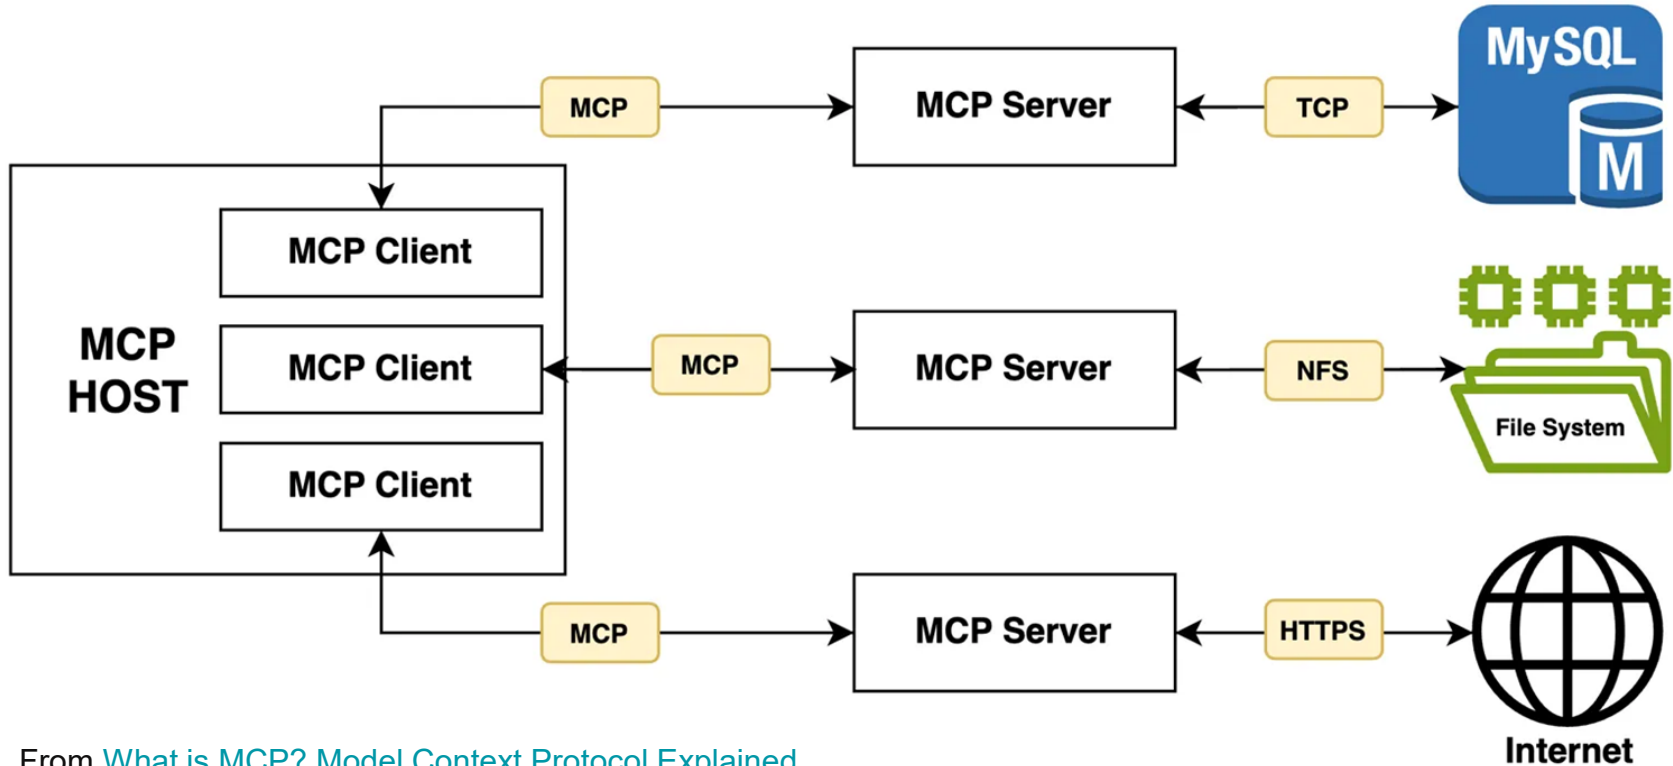 MCP
MCP Server
TCP
MySQL
M
MCP HOST
MCP Client
MCP Client
MCP
MCP Server
NFS
File System
MCP Client
MCP
MCP Server
HTTPS
Internet
From What is MCP? Model Context Protocol Explained